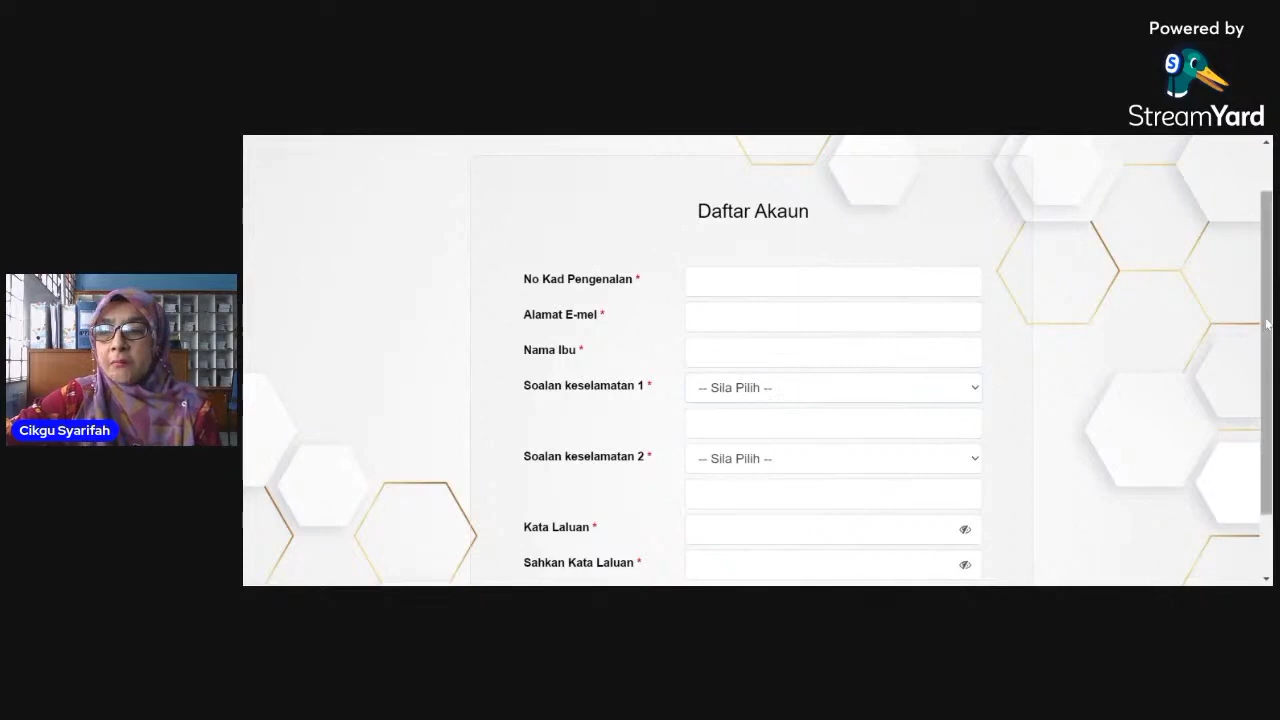 Powered by
StreamYard
Daftar Akaun
No Kad Pengenalan *
Alamat E-mel *
Nama Ibu *
Soalan keselamatan 1 *
-- Sila Pilih --
Soalan keselamatan 2 *
-- Sila Pilih --
Kata Laluan *
Sahkan Kata Laluan *
Cikgu Syarifah